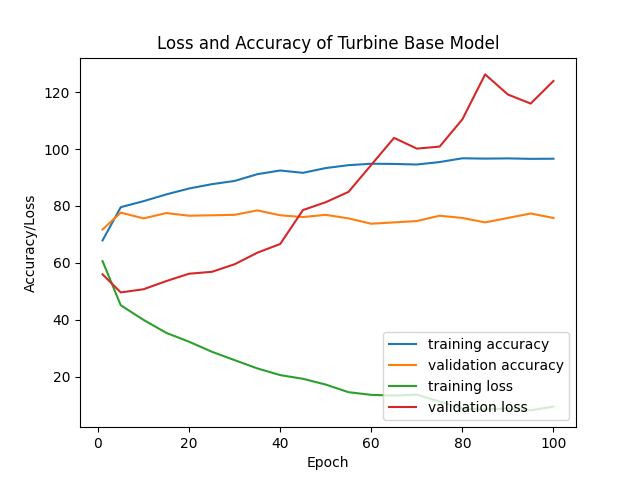 Loss and Accuracy of Turbine Base Model
Accuracy/Loss
120
100
80
60
40
20
0
20
40
60
80
100
Epoch
training accuracy
validation accuracy
training loss
validation loss